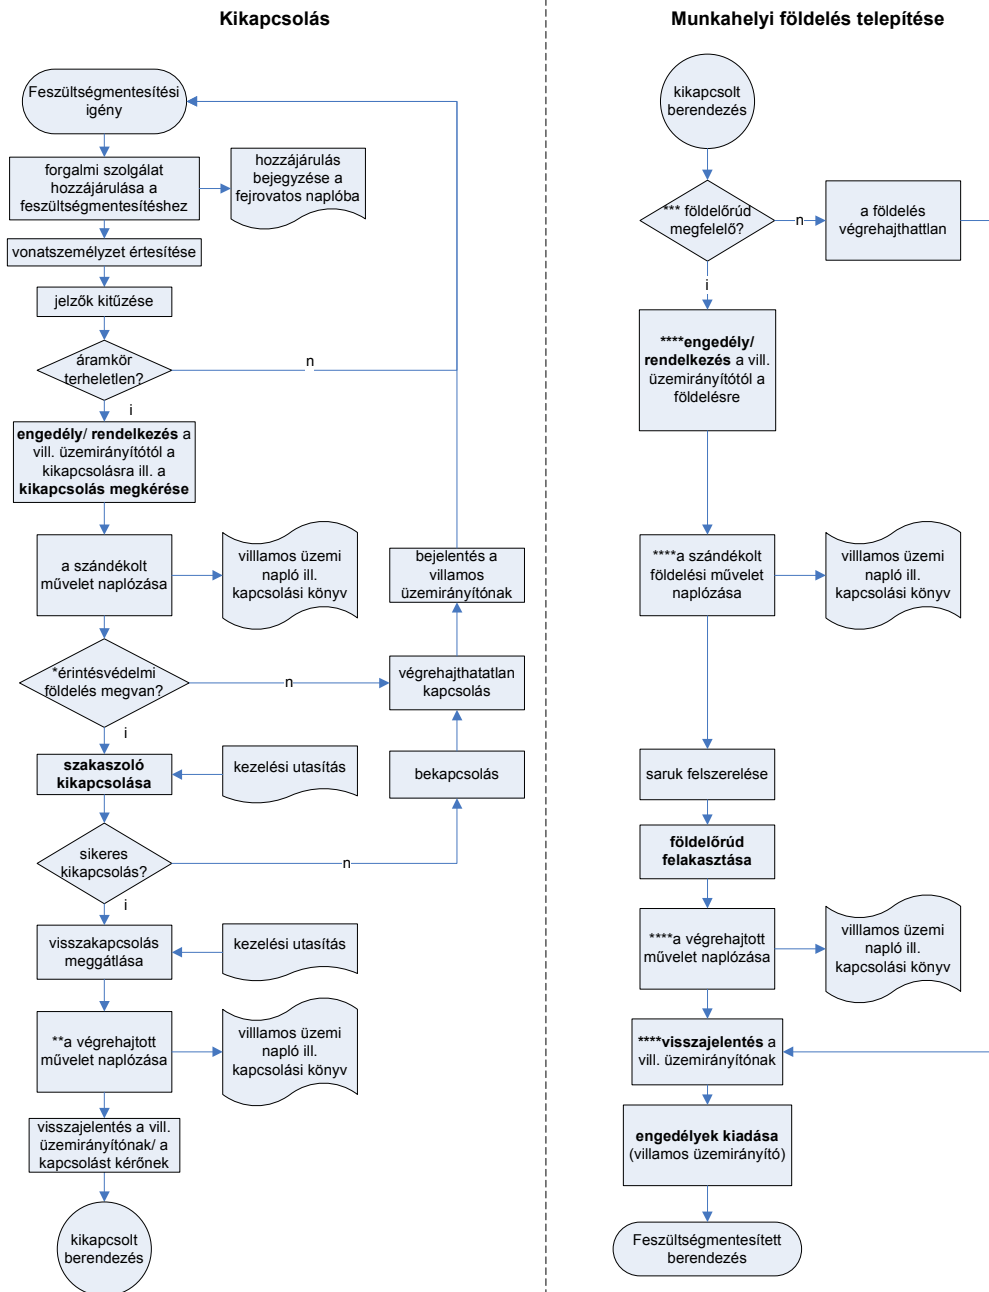 Kikapcsolás
Feszültségmentesítési
igény
forgalmi szolgálat
hozzájárulása a
feszültségmentesítéshez
hozzájárulás
bejegyzése a
fejrovatos naplóba
vonatszemélyzet értesítése
jelzők kitűzése
áramkör
terheletlen?
n
i
engedély/ rendelkezés a
vill. üzemirányítótól a
kikapcsolásra ill. a
kikapcsolás megkérése
a szándékolt
művelet naplózása
villlamos üzemi
napló ill.
kapcsolási könyv
bejelentés a
villamos
üzemirányítónak
*érintésvédelmi
földelés megvan?
n
végrehajthatatlan
kapcsolás
i
szakaszoló
kikapcsolása
kezelési utasítás
bekapcsolás
sikeres
kikapcsolás?
n
i
visszakapcsolás
meggátlása
kezelési utasítás
**a végrehajtott
művelet naplózása
villlamos üzemi
napló ill.
kapcsolási könyv
visszajelentés a vill.
üzemirányítónak/ a
kapcsolást kérőnek
kikapcsolt
berendezés
Munkahelyi földelés telepítése
kikapcsolt
berendezés
*** földelőrúd
megfelelő?
n
a földelés
végrehajthattlan
i
****engedély/
rendelkezés a vill.
üzemirányítótól a
földelésre
****a szándékolt
földelési művelet
naplózása
villlamos üzemi
napló ill.
kapcsolási könyv
saruk felszerelése
földelőrúd
felakasztása
****a végrehajtott
művelet naplózása
villlamos üzemi
napló ill.
kapcsolási könyv
****visszajelentés a
vill. üzemirányítónak
engedélyek kiadása
(villamos üzemirányító)
Feszültségmentesített
berendezés